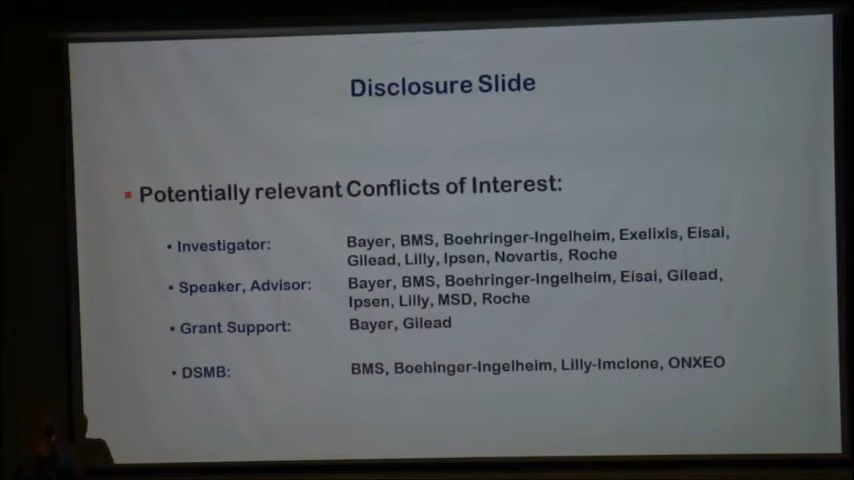 Disclosure Slide
▪ Potentially relevant Conflicts of Interest:
• Investigator: Bayer, BMS, Boehringer-Ingelheim, Exelixis, Eisai,
Gilead, Lilly, Ipsen, Novartis, Roche
• Speaker, Advisor: Bayer, BMS, Boehringer-Ingelheim, Eisai, Gilead,
Ipsen, Lilly, MSD, Roche
• Grant Support: Bayer, Gilead
• DSMB: BMS, Boehinger-Ingelheim, Lilly-Imclone, ONXEO